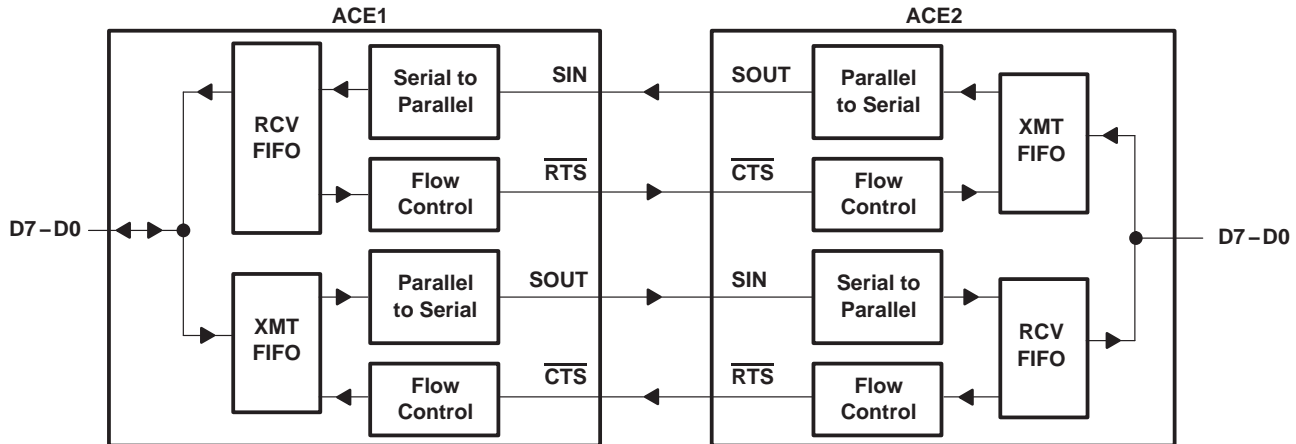 ACE1
ACE2
Serial to
Parallel
SIN
SOUT
Parallel
to Serial
RCV
FIFO
XMT
FIFO
Flow
Control
RTS
CTS
Flow
Control
D7–D0
D7–D0
Parallel
to Serial
SOUT
SIN
Serial to
Parallel
XMT
FIFO
RCV
FIFO
Flow
Control
CTS
RTS
Flow
Control